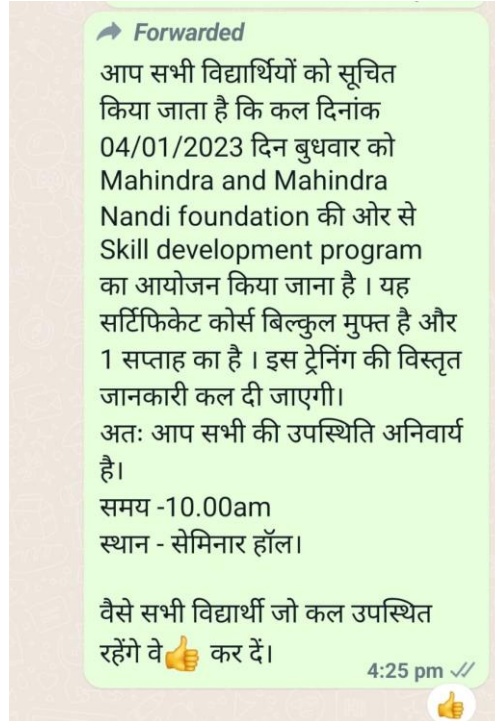 Forwarded
आप सभी विद्यार्थियों को सूचित
किया जाता है कि कल दिनांक
04/01/2023 दिन बुधवार को
Mahindra and Mahindra
Nandi foundation की ओर से
Skill development program
का आयोजन किया जाना है । यह
सर्टिफिकेट कोर्स बिल्कुल मुफ्त है और
1 सप्ताह का है । इस ट्रेनिंग की विस्तृत
जानकारी कल दी जाएगी।
अतः आप सभी की उपस्थिति अनिवार्य
है।
समय -10.00am
स्थान - सेमिनार हॉल।
वैसे सभी विद्यार्थी जो कल उपस्थित
रहेंगे वे👍 कर दें।
4:25 pm